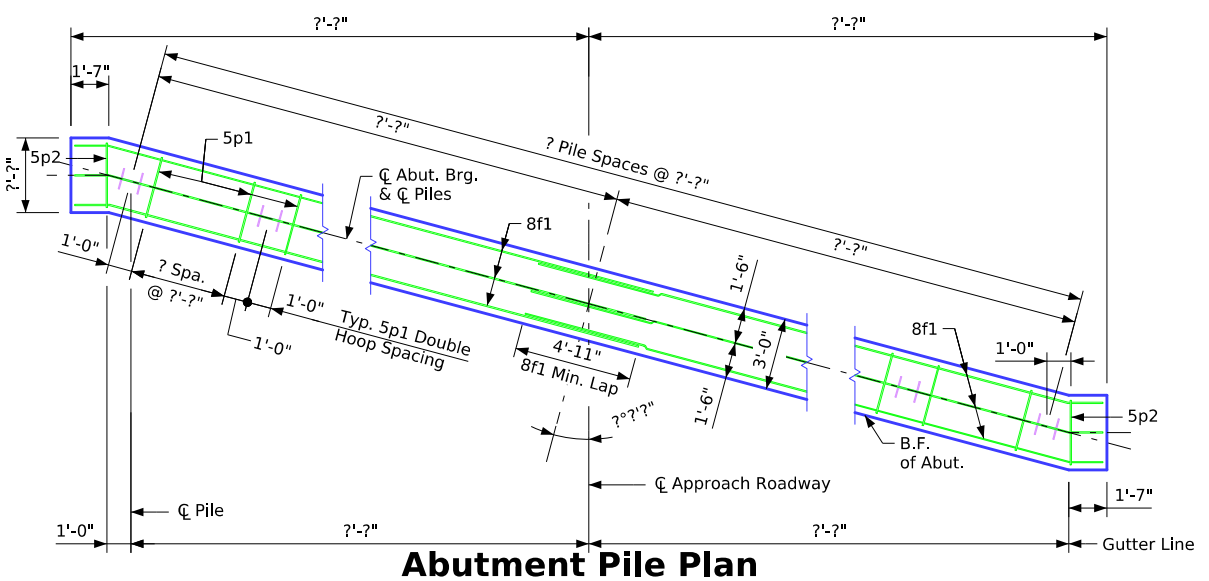 ?'-?"
?'-?"
1'-7"
?'-?"
5p1
? Pile Spaces @ ?'-?"
5p2
?'-?"
℄ Abut. Brg.
& ℄ Piles
8f1
?'-?"
1'-0"
? Spa.
@ ?'-?"
1'-0"
1'-0"
Typ. 5p1 Double
Hoop Spacing
1'-6"
3'-0"
1'-6"
4'-11"
8f1 Min. Lap
8f1
1'-0"
?°?'?"
B.F.
of Abut.
5p2
℄ Approach Roadway
℄ Pile
1'-7"
1'-0"
?'-?"
?'-?"
Gutter Line
Abutment Pile Plan